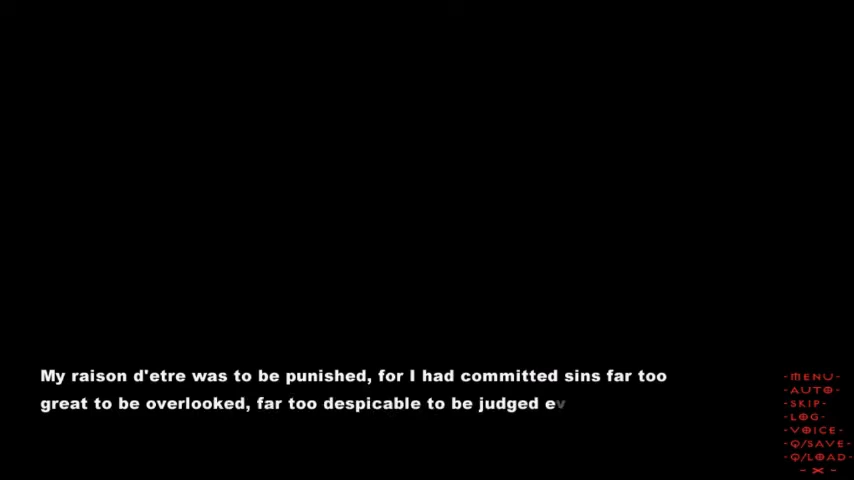 My raison d'etre was to be punished, for I had committed sins far too
great to be overlooked, far too despicable to be judged ev
-MENU-
-AUTO-
-SKIP-
-LOG-
-VOICE-
-Q/SAVE-
-Q/LOAD-